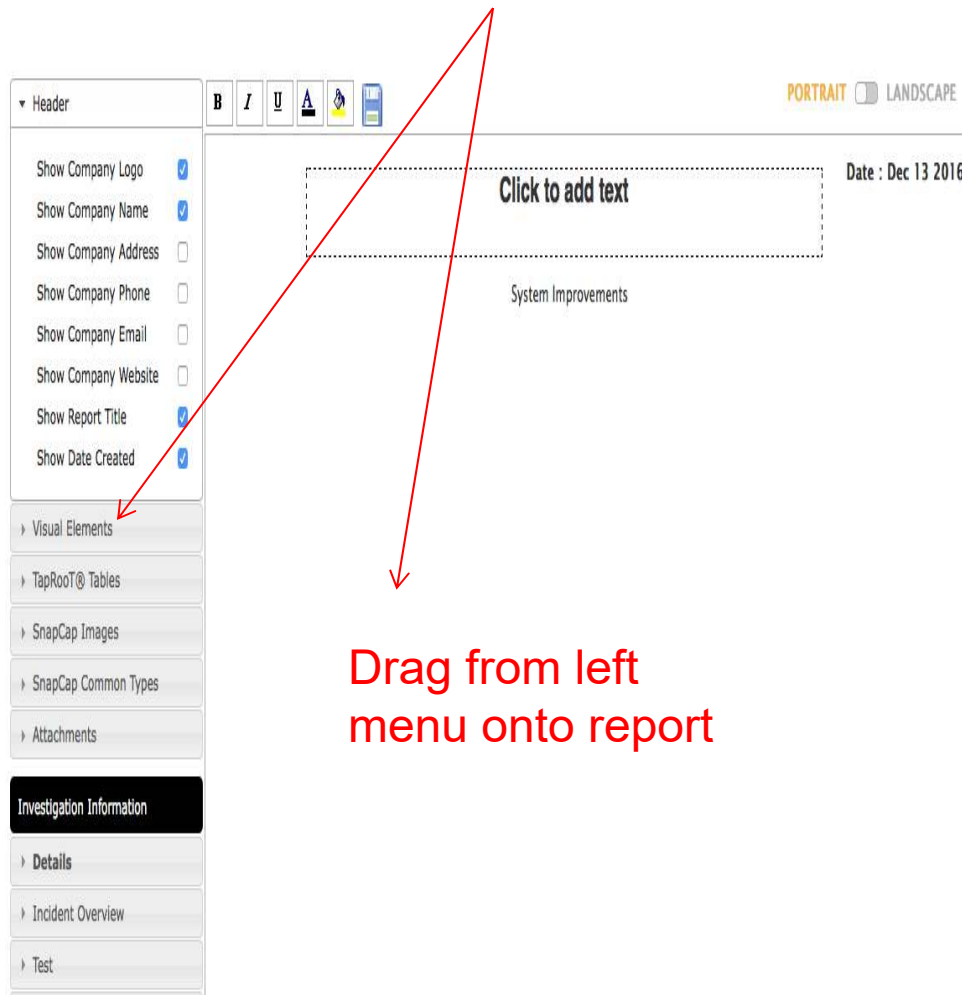 ▾ Header
B I U A
PORTRAIT LANDSCAPE
Show Company Logo
Show Company Name
Show Company Address
Show Company Phone
Show Company Email
Show Company Website
Show Report Title
Show Date Created
Click to add text
Date : Dec 13 2016
System Improvements
Visual Elements
TapRooT® Tables
SnapCap Images
SnapCap Common Types
Attachments
Drag from left
menu onto report
Investigation Information
Details
Incident Overview
Test